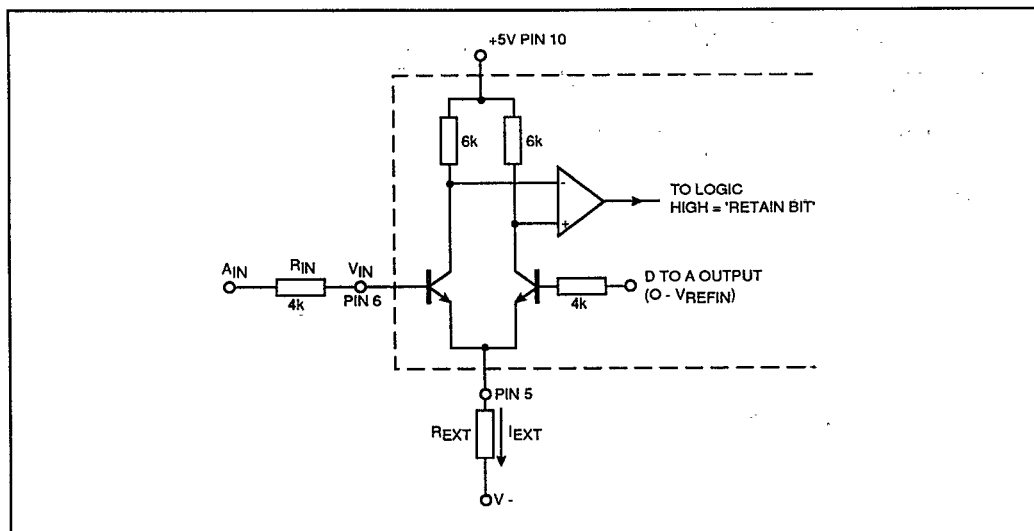 +5V PIN 10
6k
6k
-
+
TO LOGIC
HIGH = 'RETAIN BIT'
AIN
RIN
4k
VIN
PIN 6
4k
D TO A OUTPUT
(O - VREFIN)
PIN 5
REXT
IEXT
V -